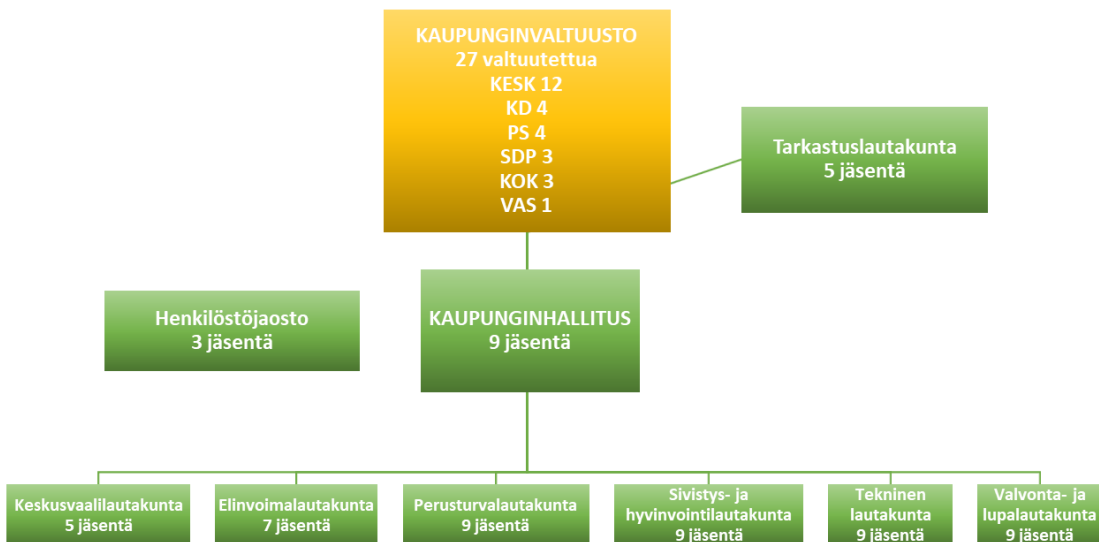 KAUPUNGINVALTUUSTO
27 valtuutettua
KESK 12
KD 4
PS 4
SDP 3
KOK 3
VAS 1
Tarkastuslautakunta
5 jäsentä
Henkilöstöjaosto
3 jäsentä
KAUPUNGINHALLITUS
9 jäsentä
Keskusvaalilautakunta
5 jäsentä
Elinvoimalautakunta
7 jäsentä
Perusturvalautakunta
9 jäsentä
Sivistys- ja
hyvinvointilautakunta
9 jäsentä
Tekninen
lautakunta
9 jäsentä
Valvonta- ja
lupalautakunta
9 jäsentä